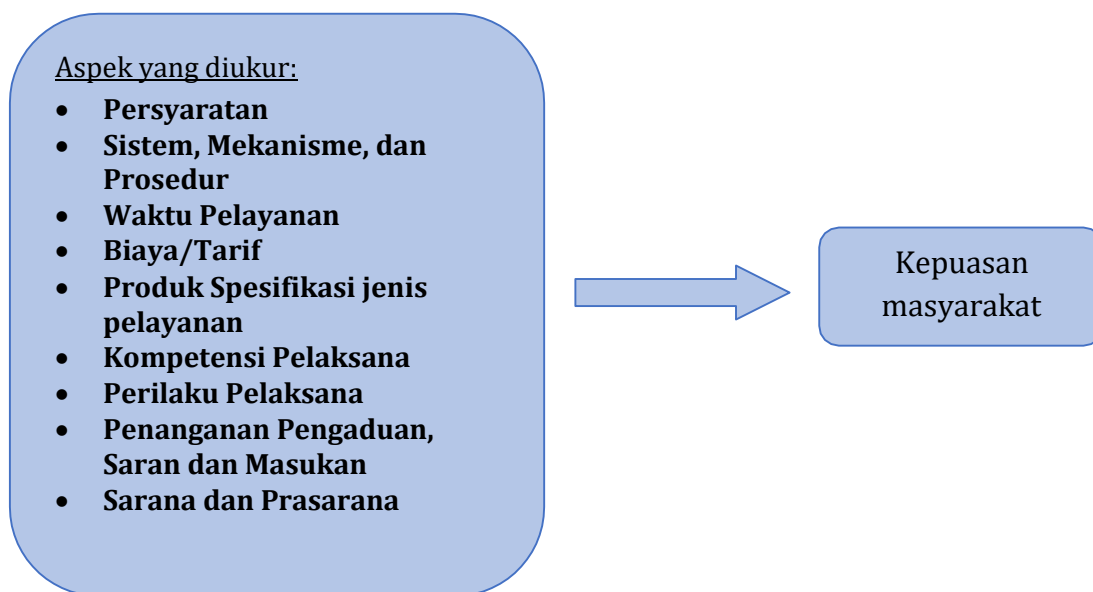 Aspek yang diukur:
• Persyaratan
• Sistem, Mekanisme, dan
Prosedur
• Waktu Pelayanan
• Biaya/Tarif
• Produk Spesifikasi jenis
pelayanan
• Kompetensi Pelaksana
• Perilaku Pelaksana
• Penanganan Pengaduan,
Saran dan Masukan
• Sarana dan Prasarana
Kepuasan
masyarakat